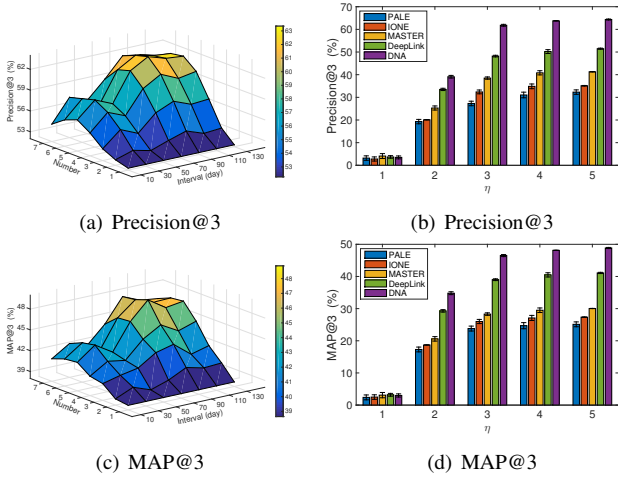 Precision@3 (%)
62
59
56
53
7
6
5
4
3
2
1
Number
10
30
50
70
90
110
130
Interval (day)
63
62
61
60
59
58
57
56
55
54
53
(a) Precision@3
Precision@3 (%)
70
60
50
40
30
20
10
0
PALE
IONE
MASTER
DeepLink
DNA
1 2 3 4 5
η
(b) Precision@3
MAP@3 (%)
48
45
42
39
7
6
5
4
3
2
1
Number
10
30
50
70
90
110
130
Interval (day)
48
47
46
45
44
43
42
41
40
39
(c) MAP@3
MAP@3 (%)
50
40
30
20
10
0
PALE
IONE
MASTER
DeepLink
DNA
1 2 3 4 5
η
(d) MAP@3